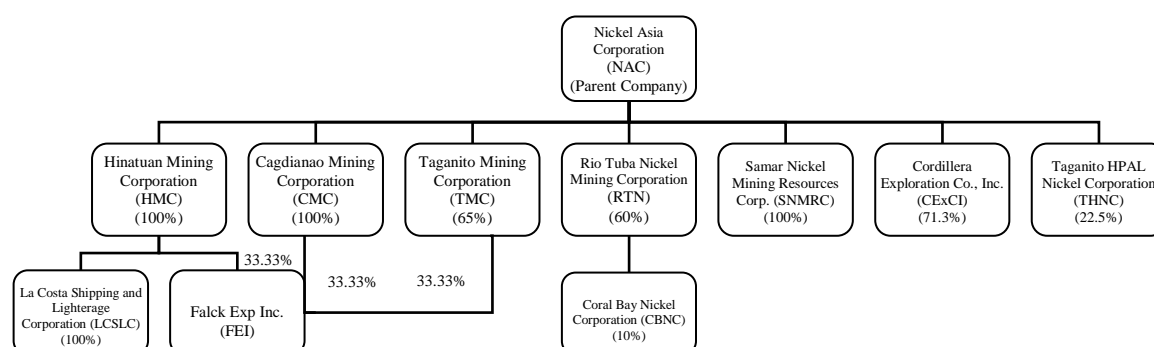 Nickel Asia
Corporation
(NAC)
(Parent Company)
Hinatuan Mining
Corporation
(HMC)
(100%)
Cagdianao Mining
Corporation
(CMC)
(100%)
Taganito Mining
Corporation
(TMC)
(65%)
Rio Tuba Nickel
Mining Corporation
(RTN)
(60%)
Samar Nickel
Mining Resources
Corp. (SNMRC)
(100%)
Cordillera
Exploration Co., Inc.
(CExCI)
(71.3%)
Taganito HPAL
Nickel Corporation
(THNC)
(22.5%)
33.33%
33.33%
33.33%
La Costa Shipping and
Lighterage
Corporation (LCSLC)
(100%)
Falck Exp Inc.
(FEI)
Coral Bay Nickel
Corporation (CBNC)
(10%)